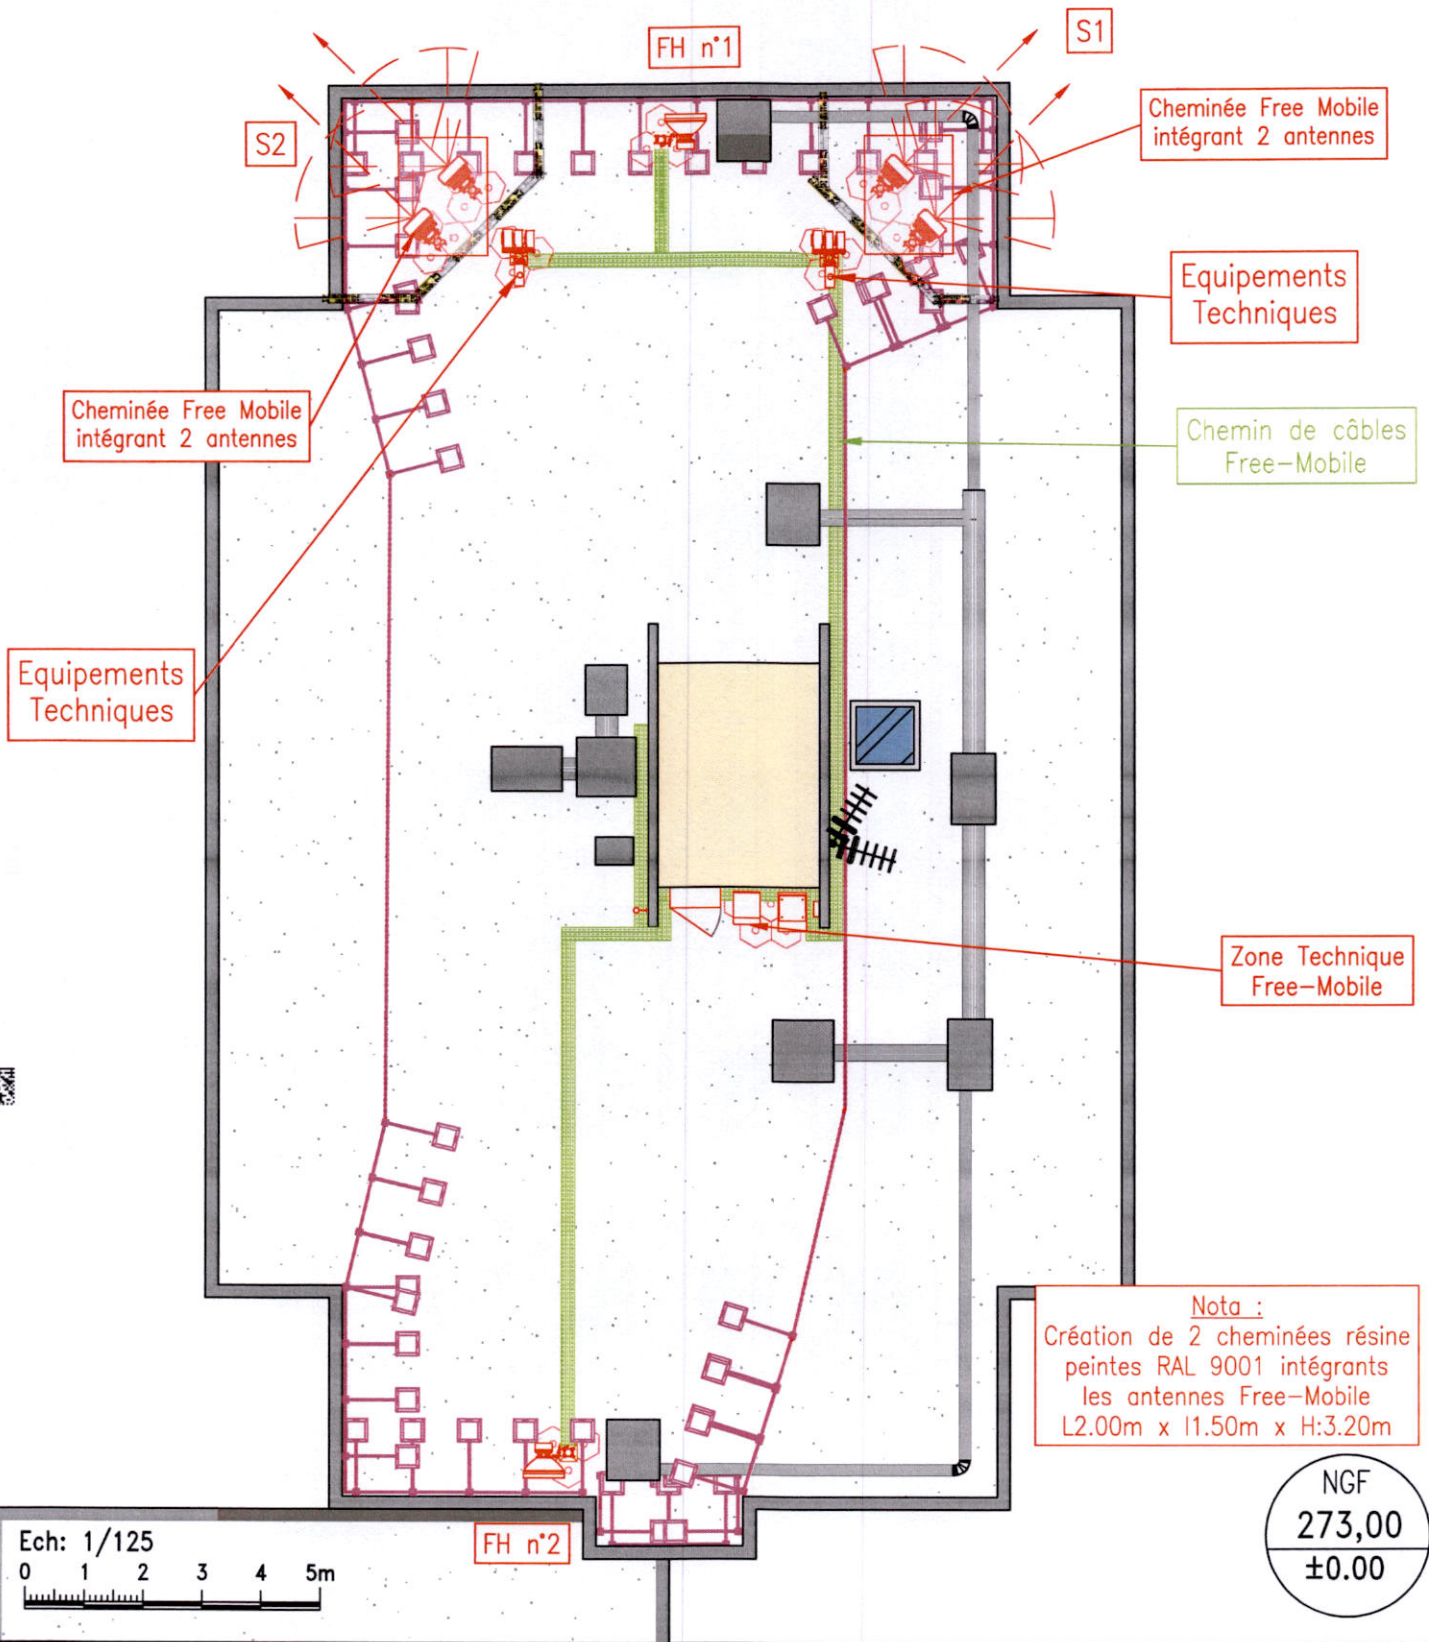 FH n°1
S1
Cheminée Free Mobile
intégrant 2 antennes
S2
Equipements
Techniques
Cheminée Free Mobile
intégrant 2 antennes
Chemin de câbles
Free-Mobile
Equipements
Techniques
Zone Technique
Free-Mobile
Nota :
Création de 2 cheminées résine
peintes RAL 9001 intégrants
les antennes Free-Mobile
L2.00m x l1.50m x H:3.20m
NGF
273,00
±0.00
FH n°2
Ech: 1/125
0 1 2 3 4 5m